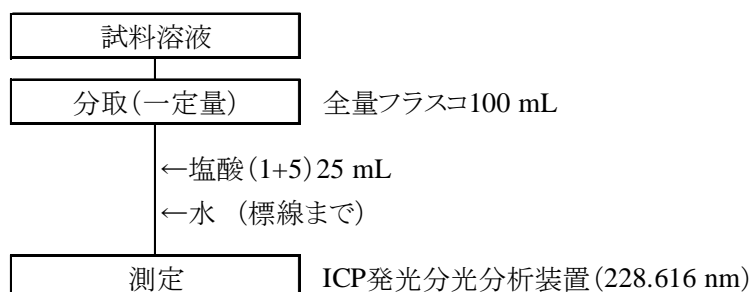 試料溶液
分取(一定量) 全量フラスコ100 mL
←塩酸(1+5)25 mL
←水 (標線まで)
測定 ICP発光分光分析装置(228.616 nm)